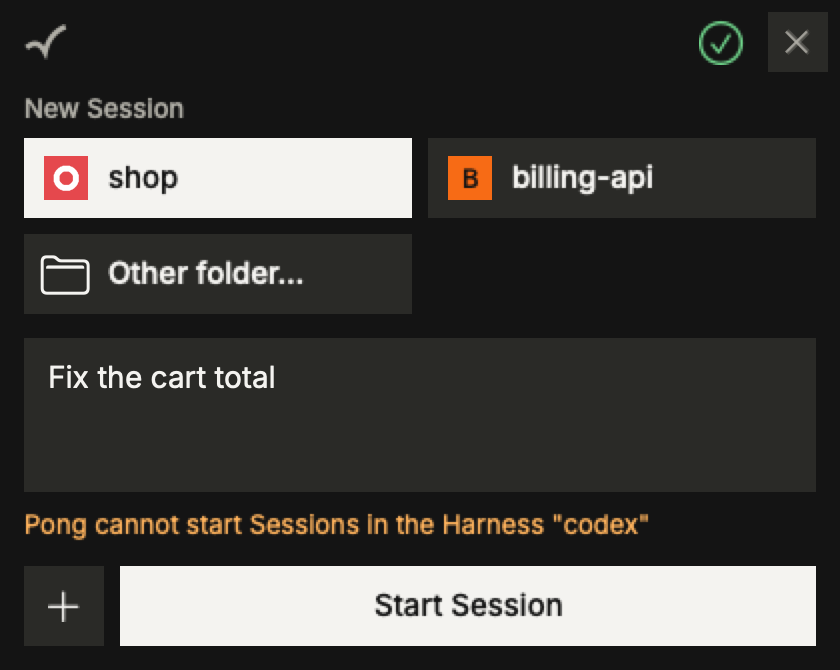 New Session
shop
B billing-api
Other folder...
Fix the cart total
Pong cannot start Sessions in the Harness "codex"
Start Session